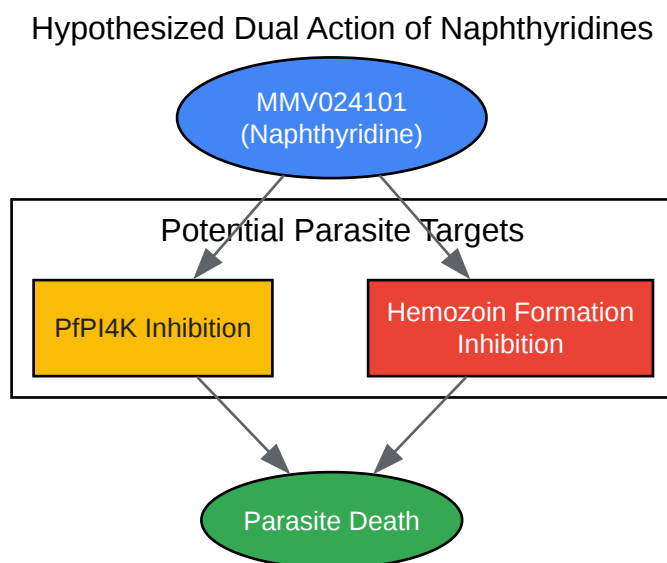 Hypothesized Dual Action of Naphthyridines
MMV024101
(Naphthyridine)
Potential Parasite Targets
PfPI4K Inhibition
Hemozoin Formation
Inhibition
Parasite Death